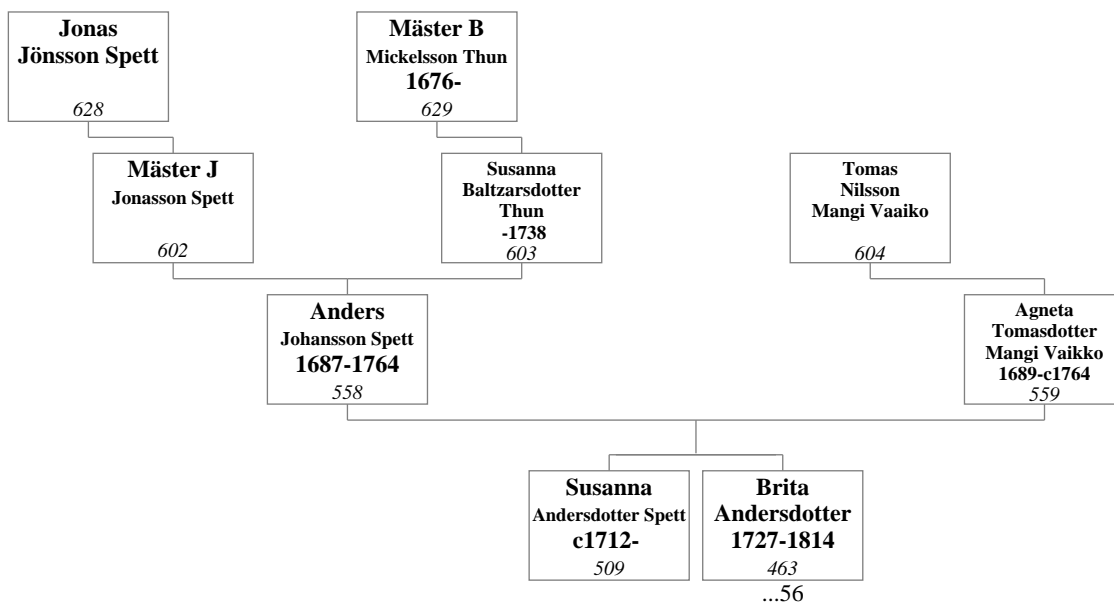 Jonas
Jönsson Spett
628
Mäster B
Mickelsson Thun
1676-
629
Mäster J
Jonasson Spett
602
Susanna
Baltzarsdotter
Thun
-1738
603
Tomas
Nilsson
Mangi Vaaiko
604
Anders
Johansson Spett
1687-1764
558
Agneta
Tomasdotter
Mangi Vaikko
1689-c1764
559
Susanna
Andersdotter Spett
c1712-
509
Brita
Andersdotter
1727-1814
463
...56